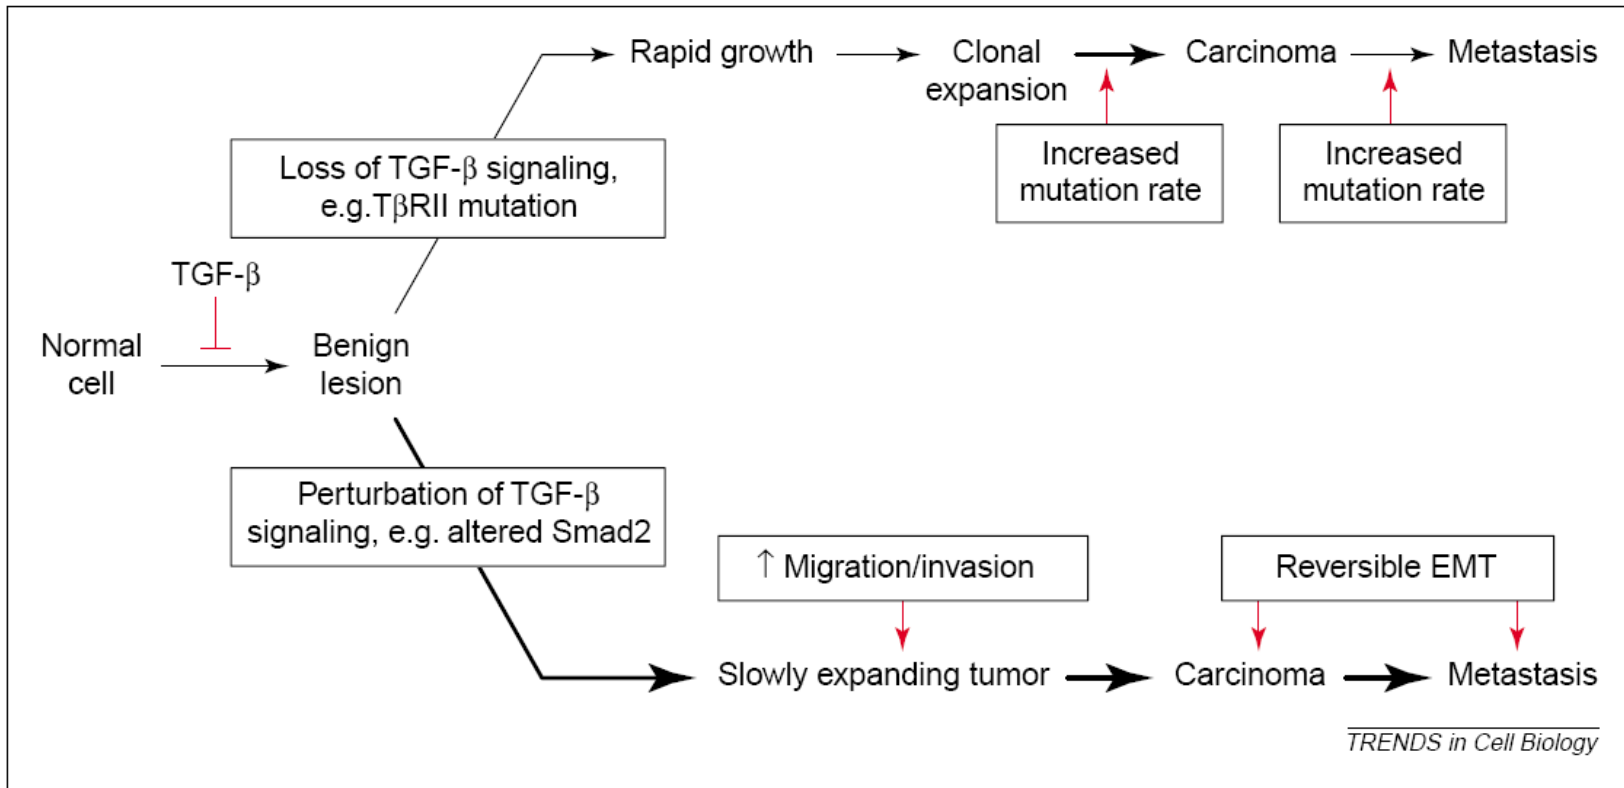 Rapid growth
Clonal
expansion
Carcinoma
Metastasis
Increased
mutation rate
Increased
mutation rate
Loss of TGF-β signaling,
e.g.TβRII mutation
TGF-β
Normal
cell
Benign
lesion
Perturbation of TGF-β
signaling, e.g. altered Smad2
↑ Migration/invasion
Reversible EMT
Slowly expanding tumor
Carcinoma
Metastasis
TRENDS in Cell Biology